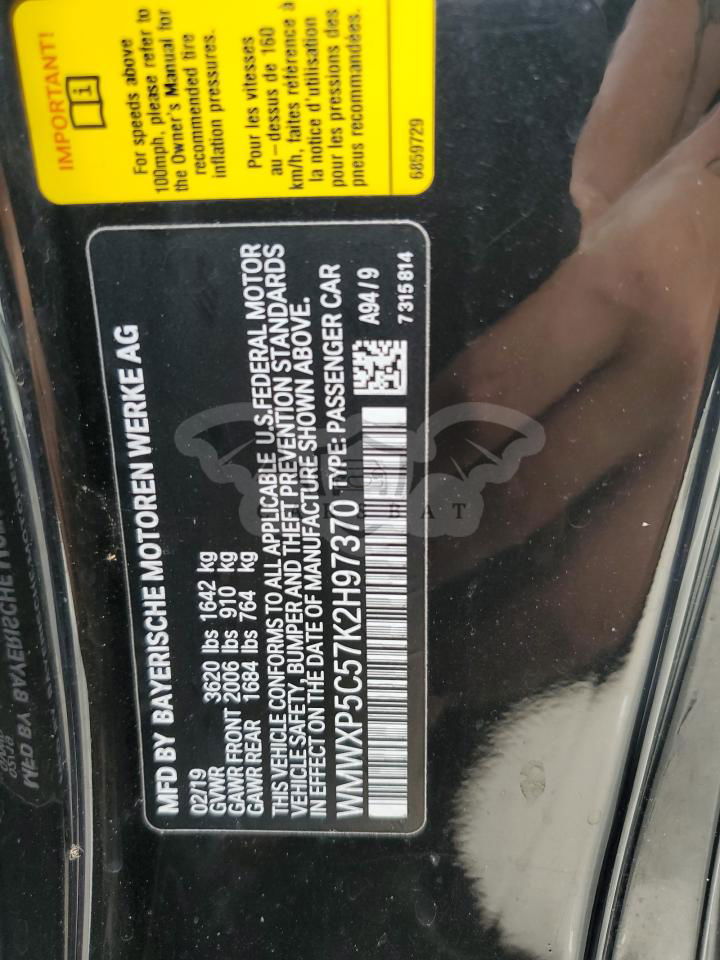 IMPORTANT!
For speeds above
100mph, please refer to
the Owner's Manual for
recommended tire
inflation pressures.
Pour les vitesses
au-dessus de 160
km/h, faites référence à
la notice d'utilisation
pour les pressions des
pneus recommandées.
6859729
MFD BY BAYERISCHE MOTOREN WERKE AG
02/19
GVWR 3620 lbs 1642 kg
GAWR FRONT 2006 lbs 910 kg
GAWR REAR 1684 lbs 764 kg
THIS VEHICLE CONFORMS TO ALL APPLICABLE U.S. FEDERAL MOTOR
VEHICLE SAFETY, BUMPER AND THEFT PREVENTION STANDARDS
IN EFFECT ON THE DATE OF MANUFACTURE SHOWN ABOVE.
WMWXP5C57K2H97370 TYPE: PASSENGER CAR
A94/9
7 315 814